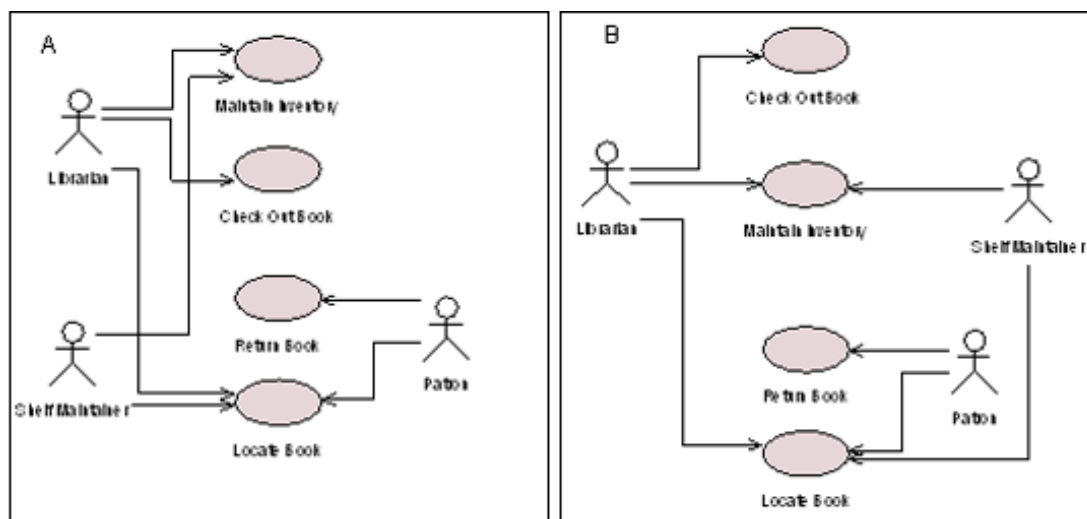 A
Maintain Inventory
Librarian
Check Out Book
Return Book
Patron
Shelf Maintainer
Locate Book
B
Check Out Book
Librarian
Maintain Inventory
Shelf Maintainer
Return Book
Patron
Locate Book